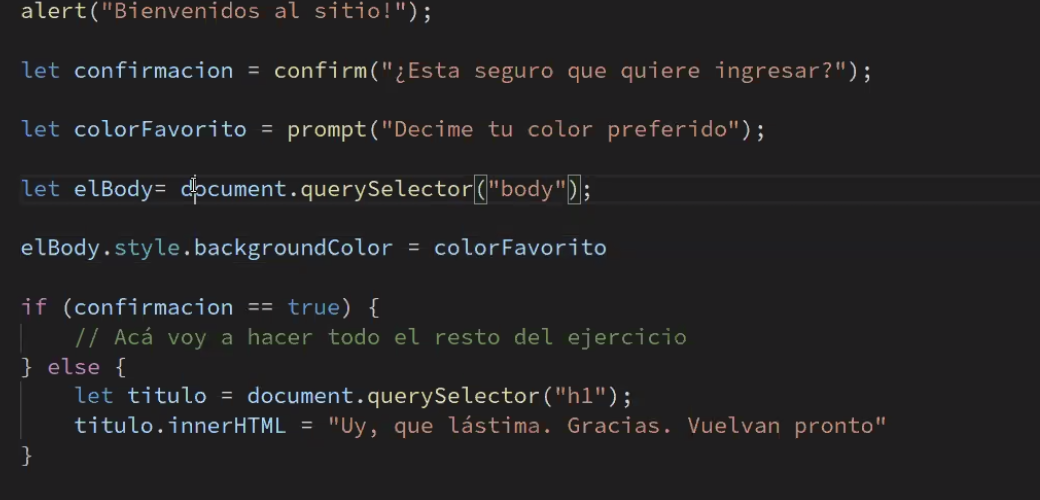 alert("Bienvenidos al sitio!");
let confirmacion = confirm("¿Esta seguro que quiere ingresar?");
let colorFavorito = prompt("Decime tu color preferido");
let elBody= document.querySelector("body");
elBody.style.backgroundColor = colorFavorito
if (confirmacion == true) {
    // Acá voy a hacer todo el resto del ejercicio
} else {
    let titulo = document.querySelector("h1");
    titulo.innerHTML = "Uy, que lástima. Gracias. Vuelvan pronto"
}